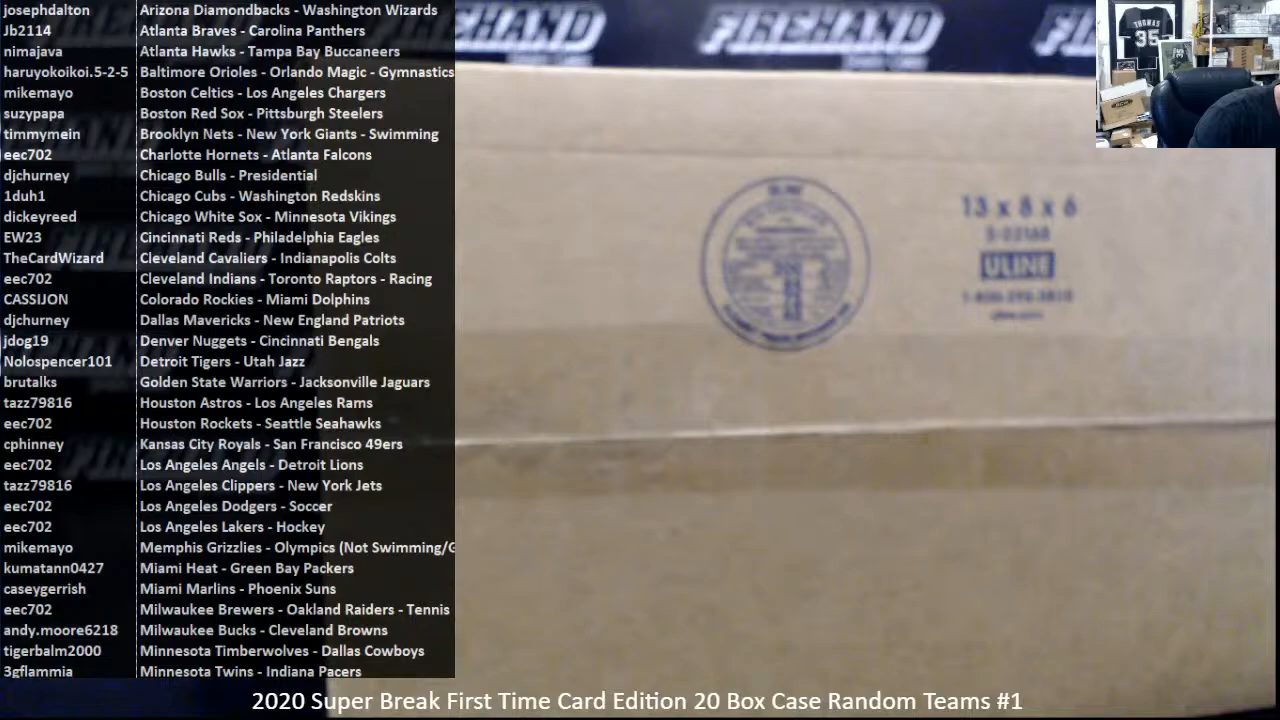 josephdalton Arizona Diamondbacks - Washington Wizards
Jb2114 Atlanta Braves - Carolina Panthers
nimajava Atlanta Hawks - Tampa Bay Buccaneers
haruyokoikoi.5-2-5 Baltimore Orioles - Orlando Magic - Gymnastics
mikemayo Boston Celtics - Los Angeles Chargers
suzypapa Boston Red Sox - Pittsburgh Steelers
timmymein Brooklyn Nets - New York Giants - Swimming
eec702 Charlotte Hornets - Atlanta Falcons
djchurney Chicago Bulls - Presidential
1duh1 Chicago Cubs - Washington Redskins
dickeyreed Chicago White Sox - Minnesota Vikings
EW23 Cincinnati Reds - Philadelphia Eagles
TheCardWizard Cleveland Cavaliers - Indianapolis Colts
eec702 Cleveland Indians - Toronto Raptors - Racing
CASSIJON Colorado Rockies - Miami Dolphins
djchurney Dallas Mavericks - New England Patriots
jdog19 Denver Nuggets - Cincinnati Bengals
Nolospencer101 Detroit Tigers - Utah Jazz
brutalks Golden State Warriors - Jacksonville Jaguars
tazz79816 Houston Astros - Los Angeles Rams
eec702 Houston Rockets - Seattle Seahawks
cphinney Kansas City Royals - San Francisco 49ers
eec702 Los Angeles Angels - Detroit Lions
tazz79816 Los Angeles Clippers - New York Jets
eec702 Los Angeles Dodgers - Soccer
eec702 Los Angeles Lakers - Hockey
mikemayo Memphis Grizzlies - Olympics (Not Swimming/G
kumatann0427 Miami Heat - Green Bay Packers
caseygerrish Miami Marlins - Phoenix Suns
eec702 Milwaukee Brewers - Oakland Raiders - Tennis
andy.moore6218 Milwaukee Bucks - Cleveland Browns
tigerbalm2000 Minnesota Timberwolves - Dallas Cowboys
3gflammia Minnesota Twins - Indiana Pacers
FIREHAND
THOMAS
35
13 x 8 x 6
ULINE
2020 Super Break First Time Card Edition 20 Box Case Random Teams #1